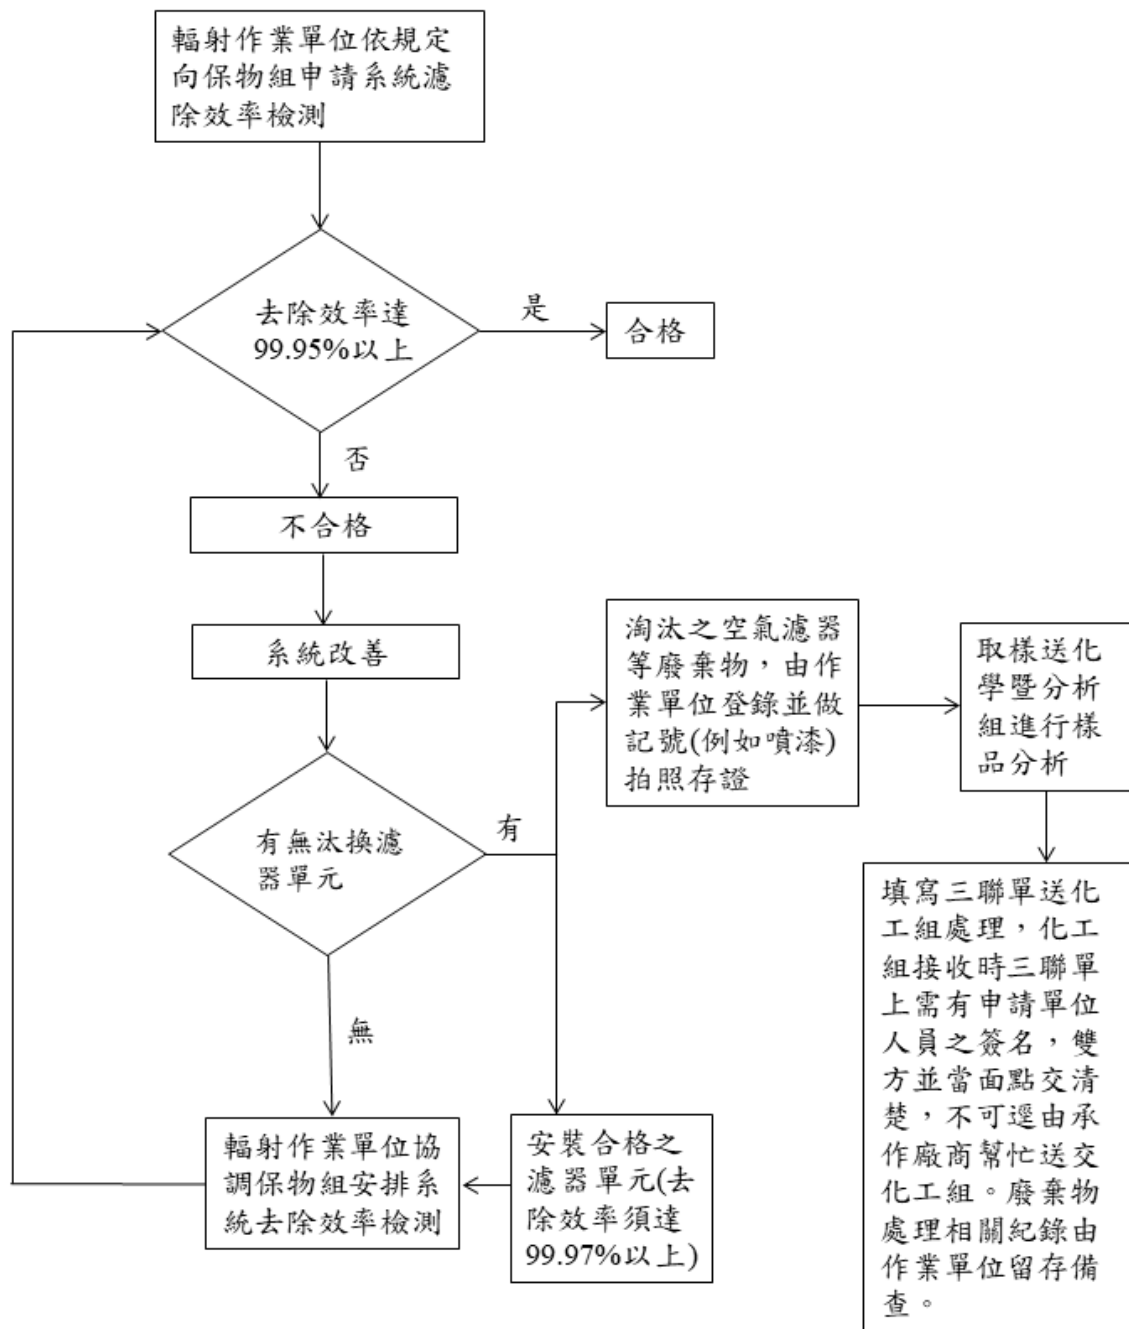 輻射作業單位依規定
向保物組申請系統濾
除效率檢測
去除效率達
99.95%以上
是
合格
否
不合格
系統改善
有無汰換濾
器單元
有
無
淘汰之空氣濾器
等廢棄物，由作
業單位登錄並做
記號(例如噴漆)
拍照存證
取樣送化
學暨分析
組進行樣
品分析
填寫三聯單送化
工組處理，化工
組接收時三聯單
上需有申請單位
人員之簽名，雙
方並當面點交清
楚，不可逕由承
作廠商幫忙送交
化工組。廢棄物
處理相關紀錄由
作業單位留存備
查。
安裝合格之
濾器單元(去
除效率須達
99.97%以上)
輻射作業單位協
調保物組安排系
統去除效率檢測